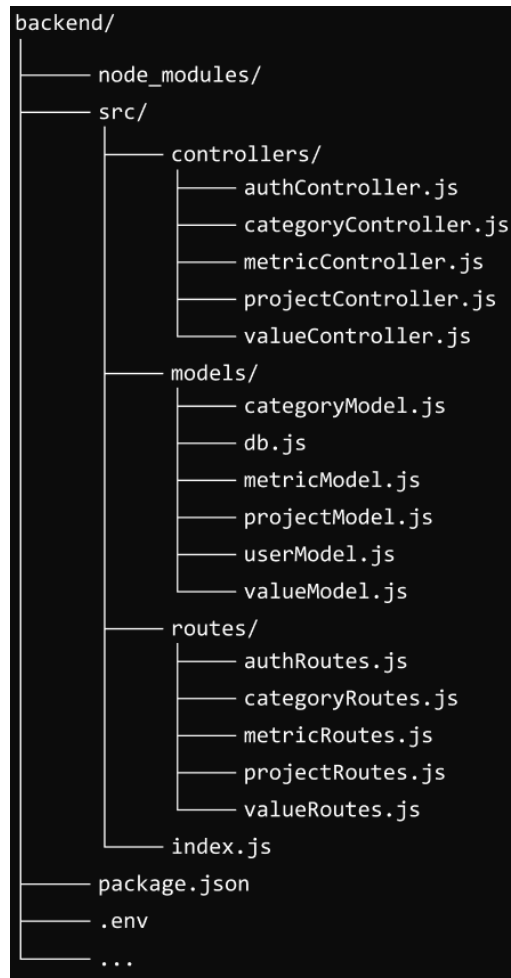 backend/
node_modules/
src/
controllers/
authController.js
categoryController.js
metricController.js
projectController.js
valueController.js
models/
categoryModel.js
db.js
metricModel.js
projectModel.js
userModel.js
valueModel.js
routes/
authRoutes.js
categoryRoutes.js
metricRoutes.js
projectRoutes.js
valueRoutes.js
index.js
package.json
.env
...